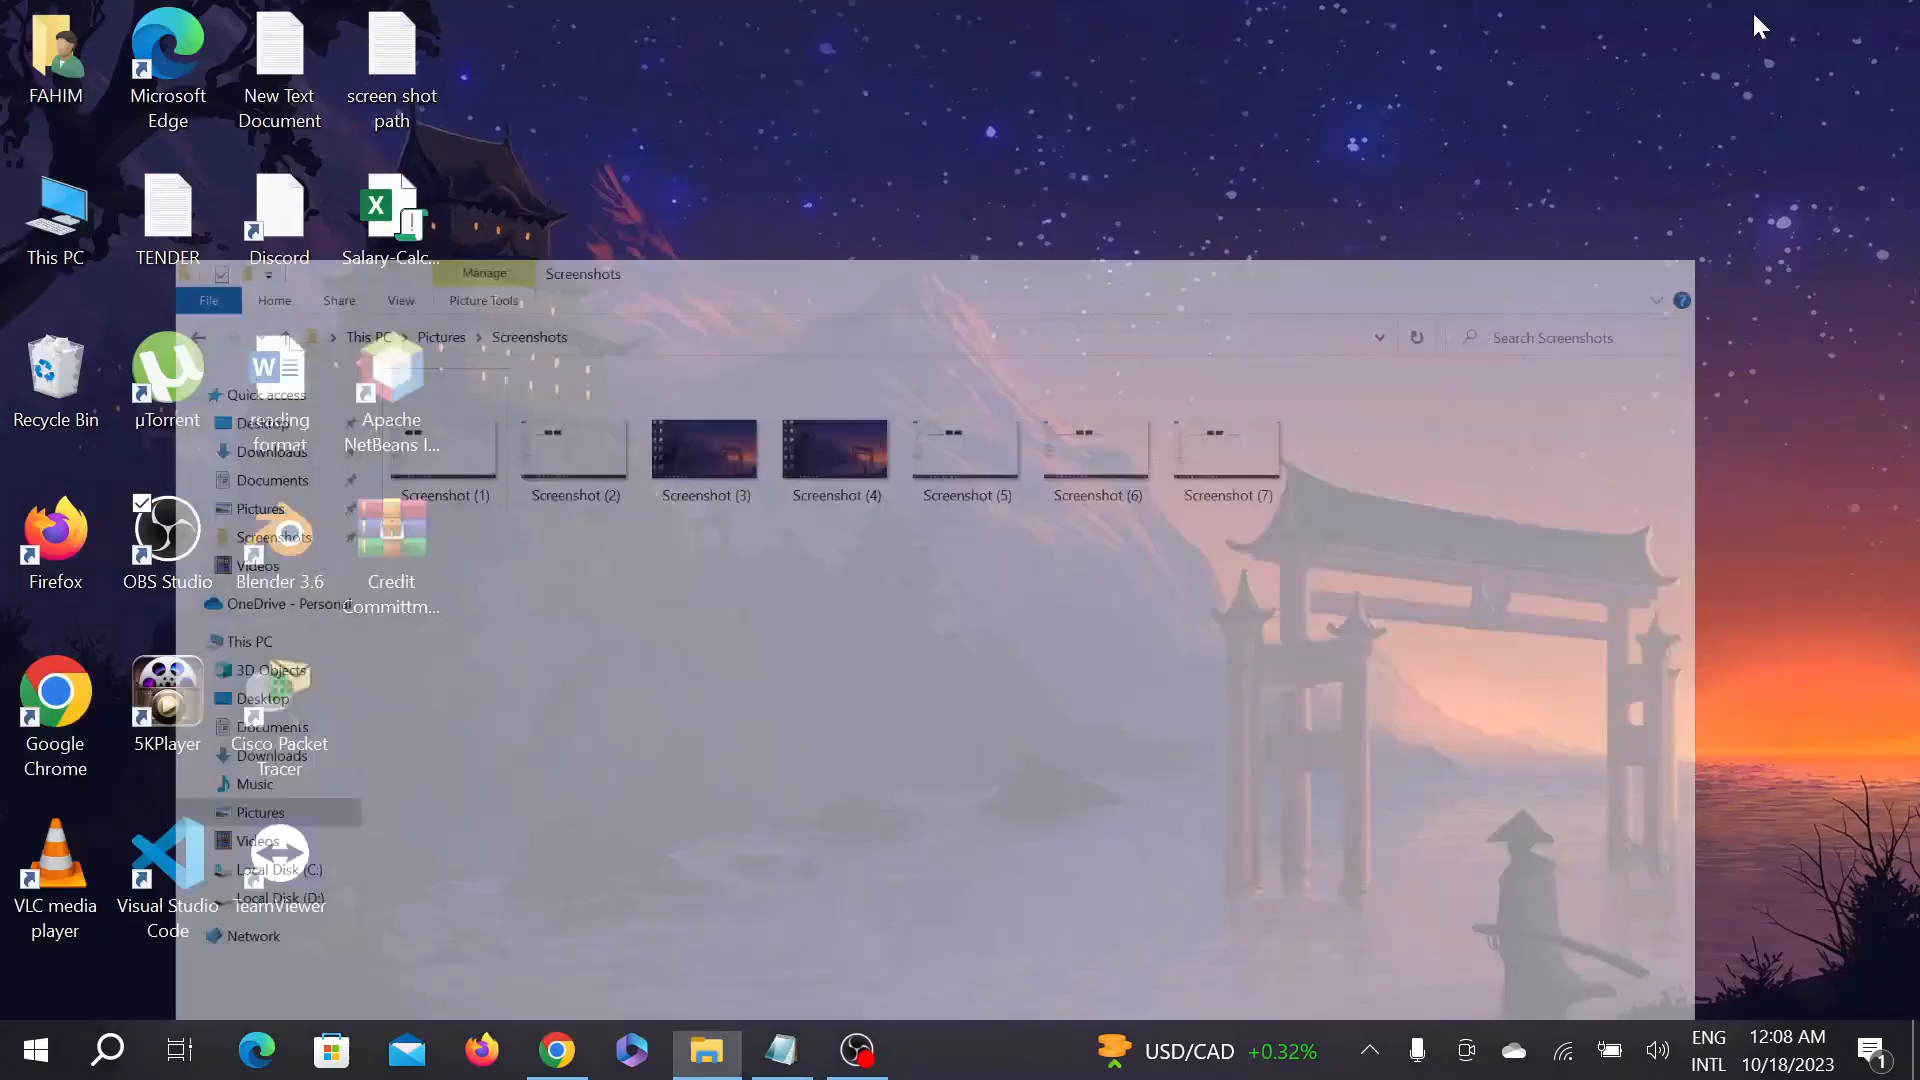 FAHIM
Microsoft
Edge
New Text
Document
screen shot
path
This PC
TENDER
Discord
Salary-Calc...
Recycle Bin
μTorrent
reading
format
Apache
NetBeans I...
Firefox
OBS Studio
Blender 3.6
Credit
Committm...
Google
Chrome
5KPlayer
Cisco Packet
Tracer
VLC media
player
Visual Studio
Code
TeamViewer
Manage
Screenshots
File
Home
Share
View
Picture Tools
This PC
Pictures
Screenshots
Search Screenshots
Quick access
Desktop
Downloads
Documents
Pictures
Screenshots
Videos
OneDrive - Personal
This PC
3D Objects
Desktop
Documents
Downloads
Music
Pictures
Videos
Local Disk (C:)
Local Disk (D:)
Network
Screenshot (1)
Screenshot (2)
Screenshot (3)
Screenshot (4)
Screenshot (5)
Screenshot (6)
Screenshot (7)
USD/CAD +0.32%
ENG
INTL
12:08 AM
10/18/2023
1